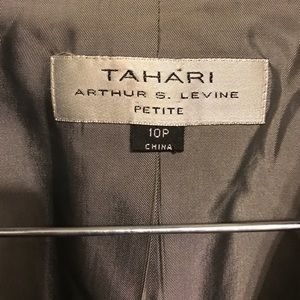 TAHARI
ARTHUR S. LEVINE
PETITE
10P
CHINA